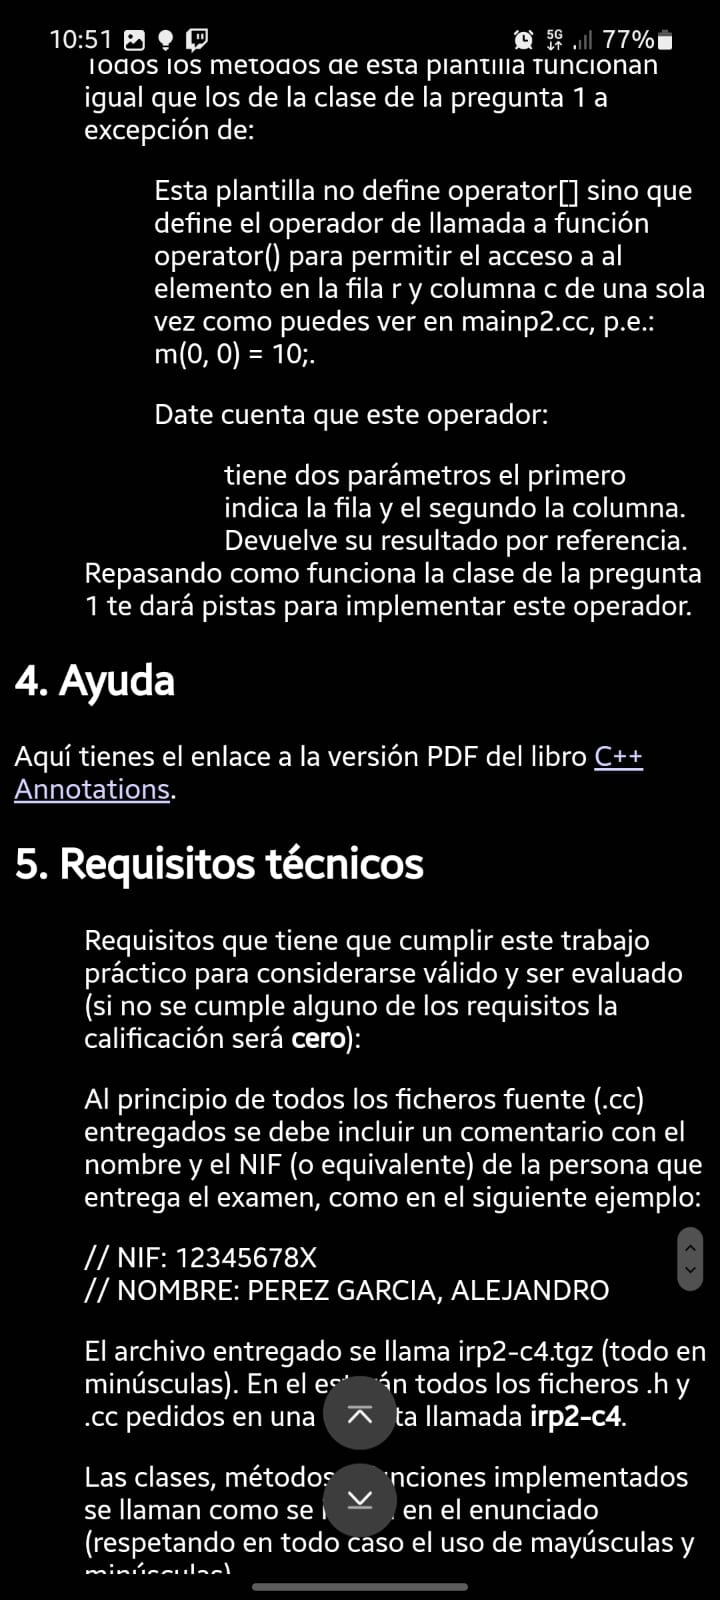 10:51 5G 77%
Todos los métodos de esta plantilla funcionan
igual que los de la clase de la pregunta 1 a
excepción de:
Esta plantilla no define operator[] sino que
define el operador de llamada a función
operator() para permitir el acceso a al
elemento en la fila r y columna c de una sola
vez como puedes ver en mainp2.cc, p.e.:
m(0, 0) = 10;.
Date cuenta que este operador:
tiene dos parámetros el primero
indica la fila y el segundo la columna.
Devuelve su resultado por referencia.
Repasando como funciona la clase de la pregunta
1 te dará pistas para implementar este operador.
4. Ayuda
Aquí tienes el enlace a la versión PDF del libro C++
Annotations.
5. Requisitos técnicos
Requisitos que tiene que cumplir este trabajo
práctico para considerarse válido y ser evaluado
(si no se cumple alguno de los requisitos la
calificación será cero):
Al principio de todos los ficheros fuente (.cc)
entregados se debe incluir un comentario con el
nombre y el NIF (o equivalente) de la persona que
entrega el examen, como en el siguiente ejemplo:
// NIF: 12345678X
// NOMBRE: PEREZ GARCIA, ALEJANDRO
El archivo entregado se llama irp2-c4.tgz (todo en
minúsculas). En el estarán todos los ficheros .h y
.cc pedidos en una llamada irp2-c4.
Las clases, métodos funciones implementados
se llaman como se en el enunciado
(respetando en todo caso el uso de mayúsculas y
minúsculas)